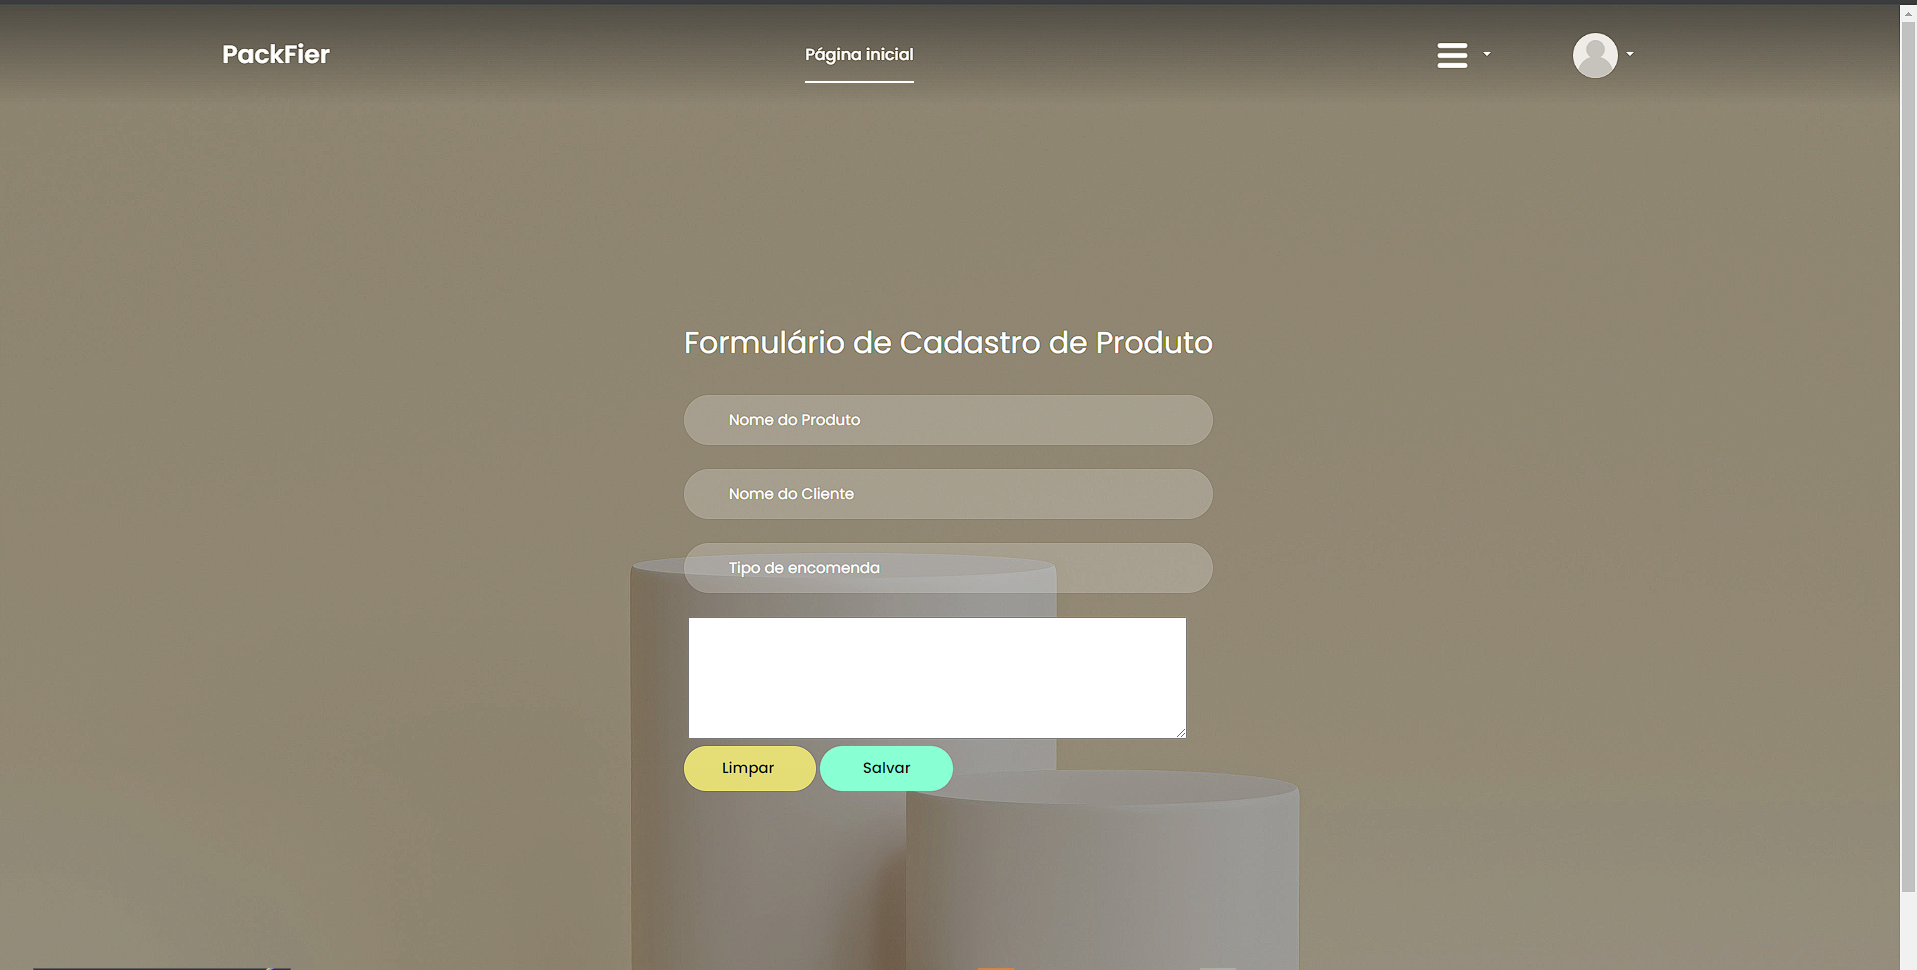 PackFier
Página inicial
Formulário de Cadastro de Produto
Nome do Produto
Nome do Cliente
Tipo de encomenda
Limpar
Salvar